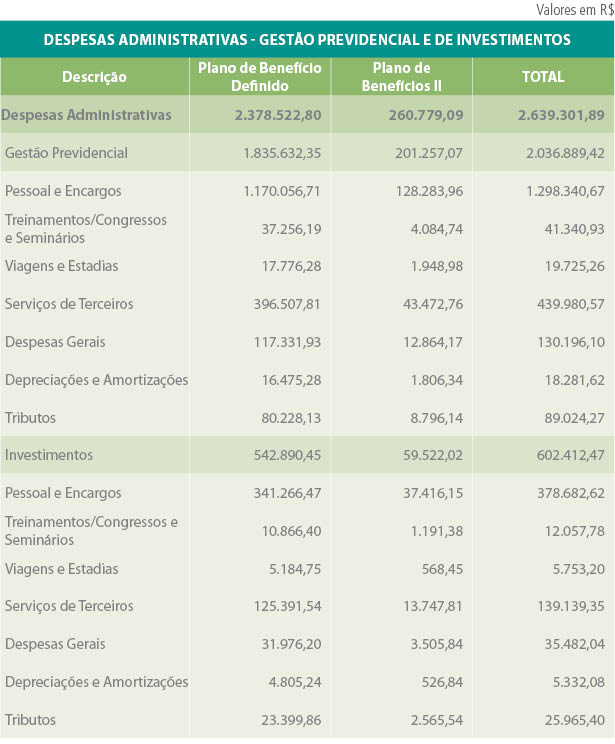 Valores em R$
DESPESAS ADMINISTRATIVAS - GESTÃO PREVIDENCIAL E DE INVESTIMENTOS
Descrição Plano de Benefício Definido Plano de Benefícios II TOTAL
Despesas Administrativas 2.378.522,80 260.779,09 2.639.301,89
Gestão Previdencial 1.835.632,35 201.257,07 2.036.889,42
Pessoal e Encargos 1.170.056,71 128.283,96 1.298.340,67
Treinamentos/Congressos
e Seminários 37.256,19 4.084,74 41.340,93
Viagens e Estadias 17.776,28 1.948,98 19.725,26
Serviços de Terceiros 396.507,81 43.472,76 439.980,57
Despesas Gerais 117.331,93 12.864,17 130.196,10
Depreciações e Amortizações 16.475,28 1.806,34 18.281,62
Tributos 80.228,13 8.796,14 89.024,27
Investimentos 542.890,45 59.522,02 602.412,47
Pessoal e Encargos 341.266,47 37.416,15 378.682,62
Treinamentos/Congressos e
Seminários 10.866,40 1.191,38 12.057,78
Viagens e Estadias 5.184,75 568,45 5.753,20
Serviços de Terceiros 125.391,54 13.747,81 139.139,35
Despesas Gerais 31.976,20 3.505,84 35.482,04
Depreciações e Amortizações 4.805,24 526,84 5.332,08
Tributos 23.399,86 2.565,54 25.965,40